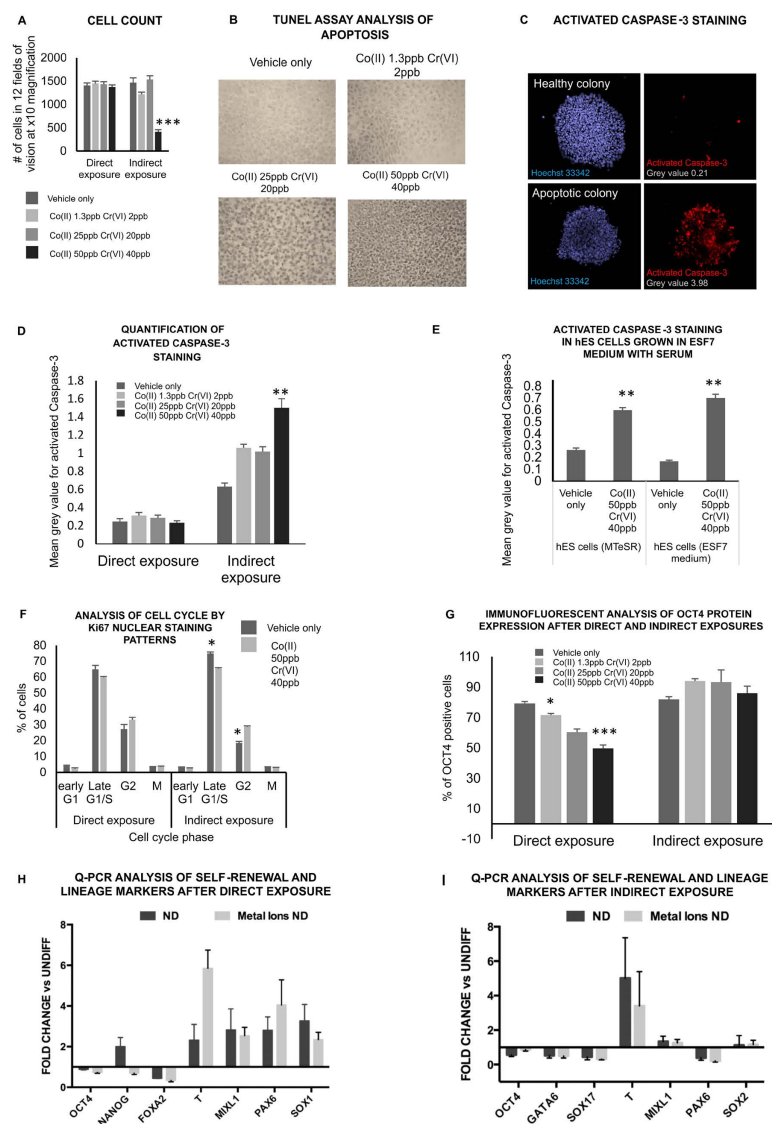 A
CELL COUNT
# of cells in 12 fields of
vision at x10 magnification
2000
1500
1000
500
0
***
Direct
exposure
Indirect
exposure
Vehicle only
Co(II) 1.3ppb Cr(VI) 2ppb
Co(II) 25ppb Cr(VI) 20ppb
Co(II) 50ppb Cr(VI) 40ppb
B
TUNEL ASSAY ANALYSIS OF
APOPTOSIS
Vehicle only
Co(II) 1.3ppb Cr(VI)
2ppb
Co(II) 25ppb Cr(VI)
20ppb
Co(II) 50ppb Cr(VI)
40ppb
C
ACTIVATED CASPASE-3 STAINING
Healthy colony
Hoechst 33342
Activated Caspase-3
Grey value 0.21
Apoptotic colony
Hoechst 33342
Activated Caspase-3
Grey value 3.98
D
QUANTIFICATION OF
ACTIVATED CASPASE-3
STAINING
Mean grey value for activated Caspase-3
1.8
1.6
1.4
1.2
1
0.8
0.6
0.4
0.2
0
Vehicle only
Co(II) 1.3ppb Cr(VI) 2ppb
Co(II) 25ppb Cr(VI) 20ppb
Co(II) 50ppb Cr(VI) 40ppb
**
Direct exposure
Indirect
exposure
E
ACTIVATED CASPASE-3 STAINING
IN hES CELLS GROWN IN ESF7
MEDIUM WITH SERUM
Mean grey value for activated Caspase-3
0.8
0.7
0.6
0.5
0.4
0.3
0.2
0.1
0
**
**
Vehicle
only
Co(II)
50ppb
Cr(VI)
40ppb
Vehicle
only
Co(II)
50ppb
Cr(VI)
40ppb
hES cells (MTeSR)
hES cells (ESF7
medium)
F
ANALYSIS OF CELL CYCLE BY
Ki67 NUCLEAR STAINING
PATTERNS
Vehicle only
Co(II)
50ppb
Cr(VI)
40ppb
% of cells
80
70
60
50
40
30
20
10
0
*
*
early
G1
Late
G1/S
G2
M
early
G1
Late
G1/S
G2
M
Direct exposure
Indirect exposure
Cell cycle phase
G
IMMUNOFLUORESCENT ANALYSIS OF OCT4 PROTEIN
EXPRESSION AFTER DIRECT AND INDIRECT EXPOSURES
Vehicle only
Co(II) 1.3ppb Cr(VI) 2ppb
Co(II) 25ppb Cr(VI) 20ppb
Co(II) 50ppb Cr(VI) 40ppb
% of OCT4 positive cells
110
90
70
50
30
10
-10
*
***
Direct exposure
Indirect exposure
H
Q-PCR ANALYSIS OF SELF-RENEWAL AND
LINEAGE MARKERS AFTER DIRECT EXPOSURE
ND
Metal Ions ND
FOLD CHANGE vs UNDIFF
8
6
4
2
0
OCT4
NANOG
FOXA2
T
MIXL1
PAX6
SOX1
I
Q-PCR ANALYSIS OF SELF-RENEWAL AND LINEAGE
MARKERS AFTER INDIRECT EXPOSURE
ND
Metal Ions ND
FOLD CHANGE vs UNDIFF
8
6
4
2
0
OCT4
GATA6
SOX17
T
MIXL1
PAX6
SOX2